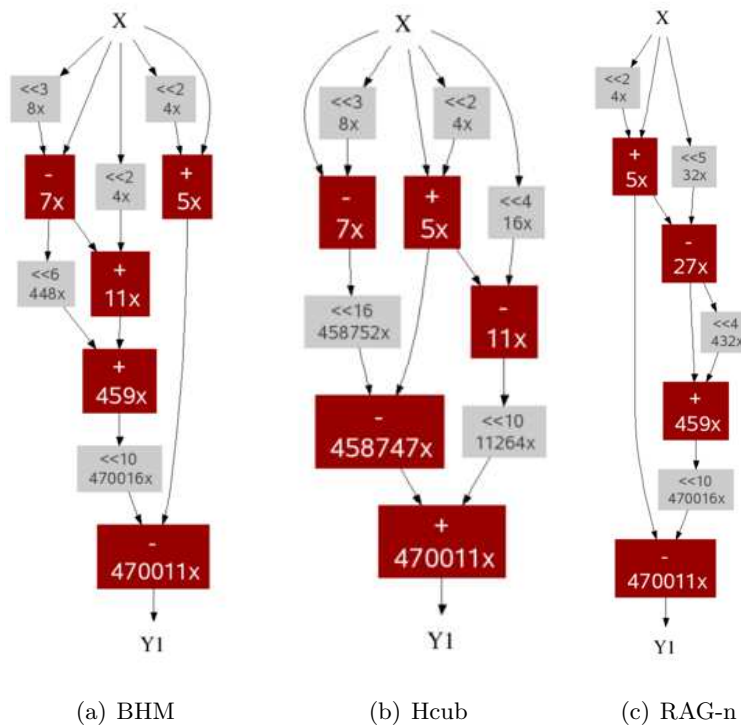 X
<<3
8x
<<2
4x
-
7x
<<2
4x
+
5x
<<6
448x
+
11x
+
459x
<<10
470016x
-
470011x
Y1
(a) BHM
X
<<3
8x
<<2
4x
-
7x
+
5x
<<4
16x
<<16
458752x
-
11x
-
458747x
<<10
11264x
+
470011x
Y1
(b) Hcub
X
<<2
4x
+
5x
<<5
32x
-
27x
<<4
432x
+
459x
<<10
470016x
-
470011x
Y1
(c) RAG-n